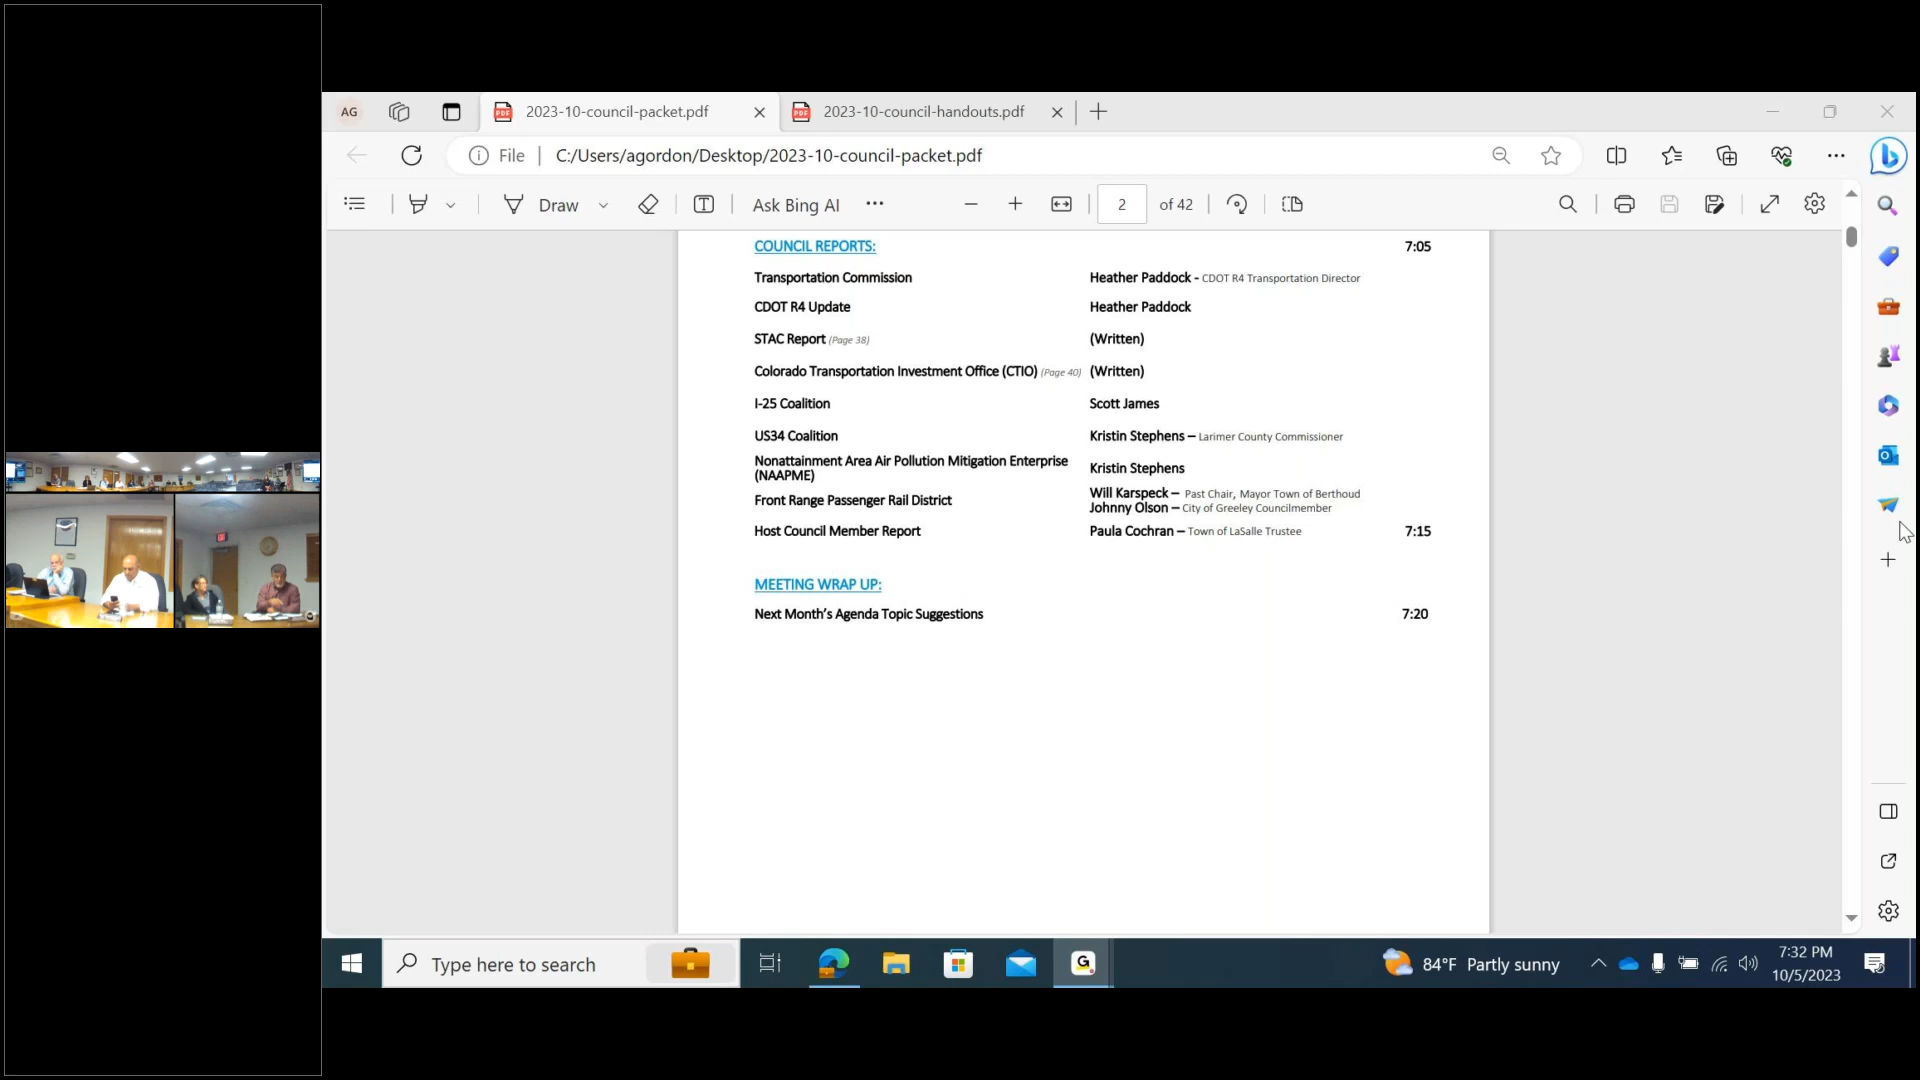 AG
2023-10-council-packet.pdf
2023-10-council-handouts.pdf
File
C:/Users/agordon/Desktop/2023-10-council-packet.pdf
Draw
Ask Bing AI
2 of 42
COUNCIL REPORTS: 7:05
Transportation Commission Heather Paddock - CDOT R4 Transportation Director
CDOT R4 Update Heather Paddock
STAC Report (Page 38) (Written)
Colorado Transportation Investment Office (CTIO) (Page 40) (Written)
I-25 Coalition Scott James
US34 Coalition Kristin Stephens – Larimer County Commissioner
Nonattainment Area Air Pollution Mitigation Enterprise
(NAAPME) Kristin Stephens
Front Range Passenger Rail District Will Karspeck – Past Chair, Mayor Town of Berthoud
Johnny Olson – City of Greeley Councilmember
Host Council Member Report Paula Cochran – Town of LaSalle Trustee 7:15
MEETING WRAP UP:
Next Month's Agenda Topic Suggestions 7:20
Type here to search
84°F Partly sunny
7:32 PM
10/5/2023